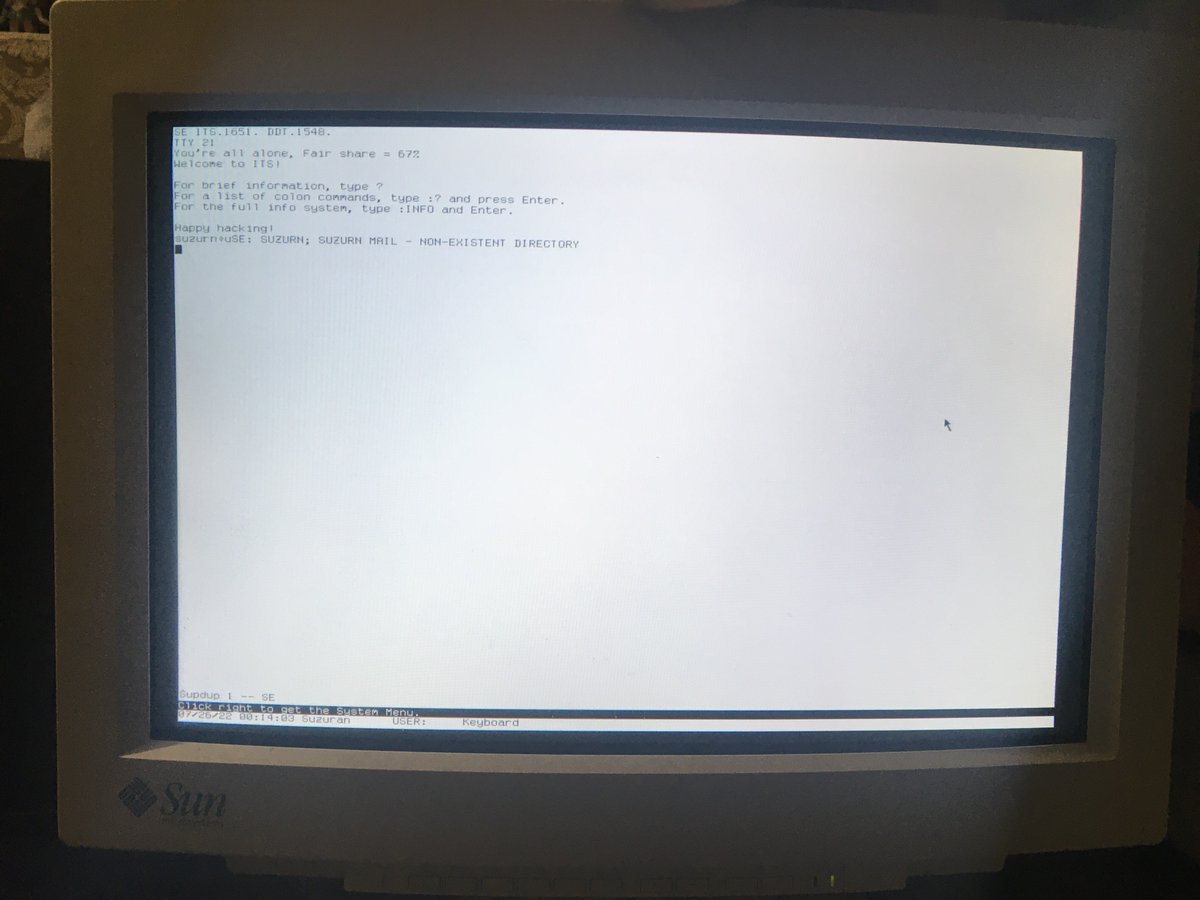 SE ITS.1651. DDT.1548.
TTY 21
You're all alone, Fair share = 67%
Welcome to ITS!
For brief information, type ?
For a list of colon commands, type :? and press Enter.
For the full info system, type :INFO and Enter.
Happy hacking!
suzurn⋄uSE: SUZURN; SUZURN MAIL - NON-EXISTENT DIRECTORY
Supdup 1 -- SE
Click right to get the System Menu.
07/26/22 00:14:03 Suzuran USER: Keyboard
Sun